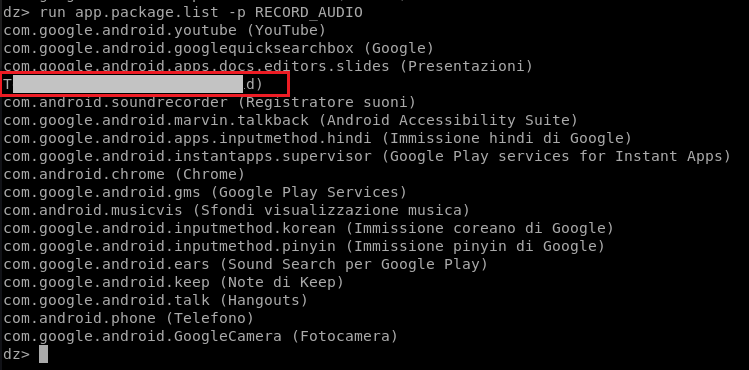 dz> run app.package.list -p RECORD_AUDIO
com.google.android.youtube (YouTube)
com.google.android.googlequicksearchbox (Google)
com.google.android.apps.docs.editors.slides (Presentazioni)
T d)
com.android.soundrecorder (Registratore suoni)
com.google.android.marvin.talkback (Android Accessibility Suite)
com.google.android.apps.inputmethod.hindi (Immissione hindi di Google)
com.google.android.instantapps.supervisor (Google Play services for Instant Apps)
com.android.chrome (Chrome)
com.google.android.gms (Google Play Services)
com.android.musicvis (Sfondi visualizzazione musica)
com.google.android.inputmethod.korean (Immissione coreano di Google)
com.google.android.inputmethod.pinyin (Immissione pinyin di Google)
com.google.android.ears (Sound Search per Google Play)
com.google.android.keep (Note di Keep)
com.google.android.talk (Hangouts)
com.android.phone (Telefono)
com.google.android.GoogleCamera (Fotocamera)
dz>